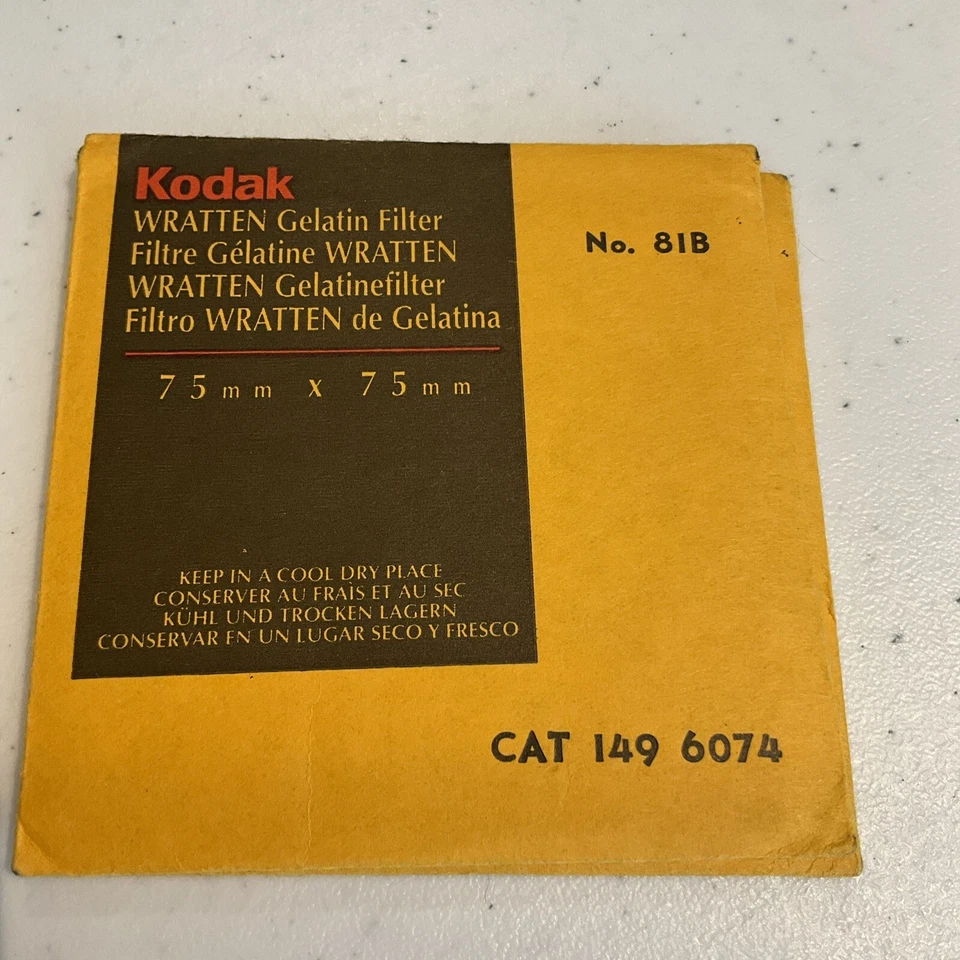 Kodak
WRATTEN Gelatin Filter
Filtre Gélatine WRATTEN
WRATTEN Gelatinefilter
Filtro WRATTEN de Gelatina
75mm x 75mm
No. 81B
KEEP IN A COOL DRY PLACE
CONSERVER AU FRAIS ET AU SEC
KÜHL UND TROCKEN LAGERN
CONSERVAR EN UN LUGAR SECO Y FRESCO
CAT 149 6074